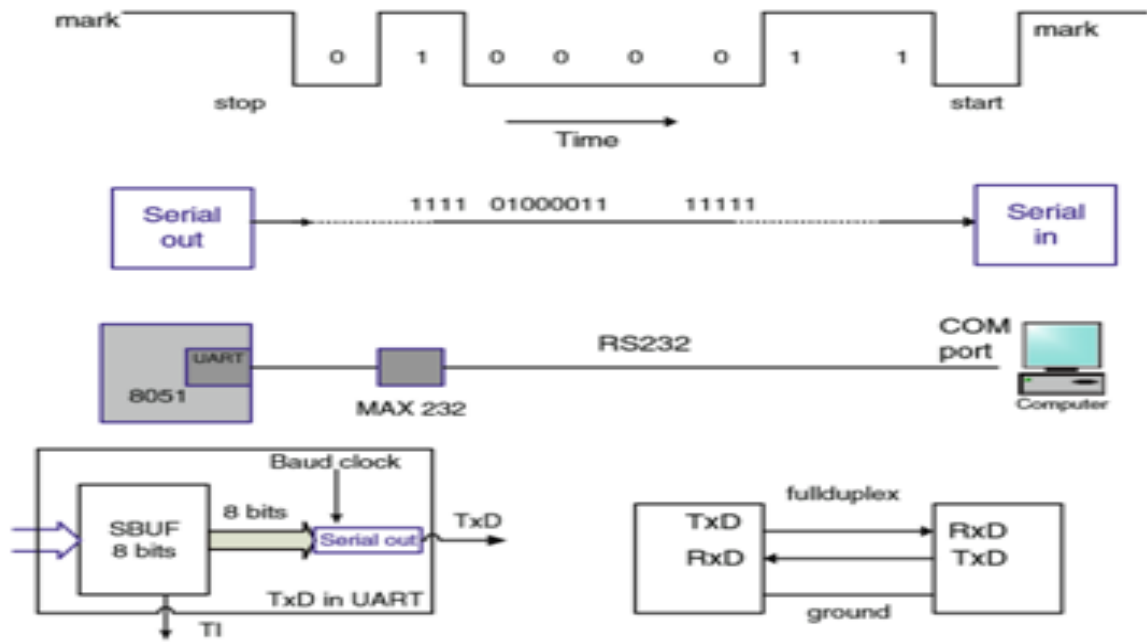 mark
0 1 0 0 0 0 1 1
mark
stop
start
Time
Serial
out
1111 01000011 11111
Serial
in
UART
8051
MAX 232
RS232
COM
port
Computer
Baud clock
SBUF
8 bits
8 bits
Serial out
TxD
TxD in UART
TI
fullduplex
TxD
RxD
RxD
TxD
ground